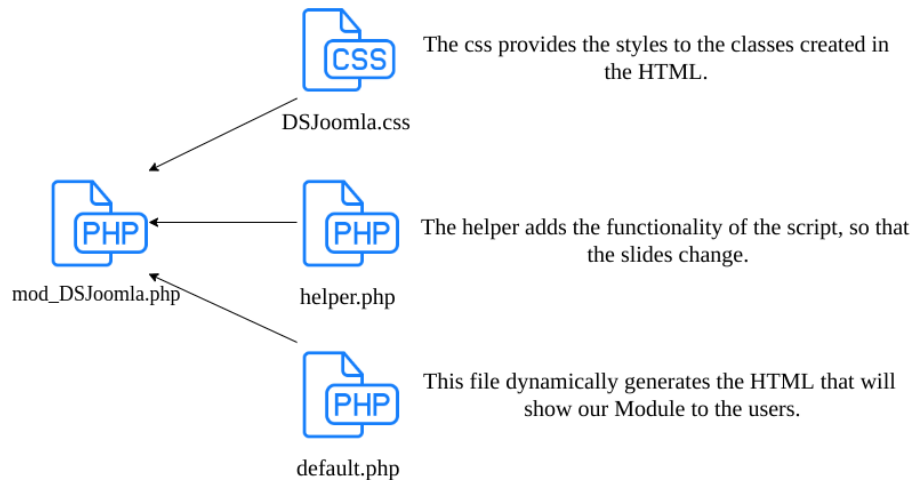 CSS
The css provides the styles to the classes created in
the HTML.
DSJoomla.css
PHP
mod_DSJoomla.php
PHP
The helper adds the functionality of the script, so that
the slides change.
helper.php
PHP
This file dynamically generates the HTML that will
show our Module to the users.
default.php